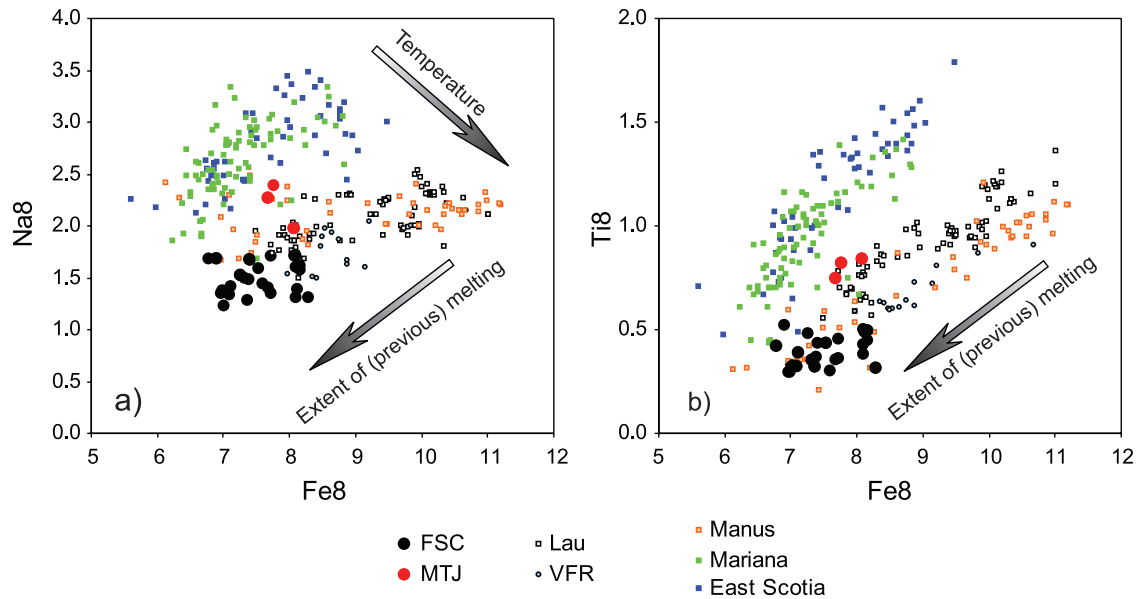 4.0
3.5
3.0
2.5
2.0
1.5
1.0
0.5
0.0
Na8
5 6 7 8 9 10 11 12
Fe8
Temperature
Extent of (previous) melting
a)
2.0
1.5
1.0
0.5
0.0
Ti8
5 6 7 8 9 10 11 12
Fe8
Extent of (previous) melting
b)
FSC
MTJ
Lau
VFR
Manus
Mariana
East Scotia